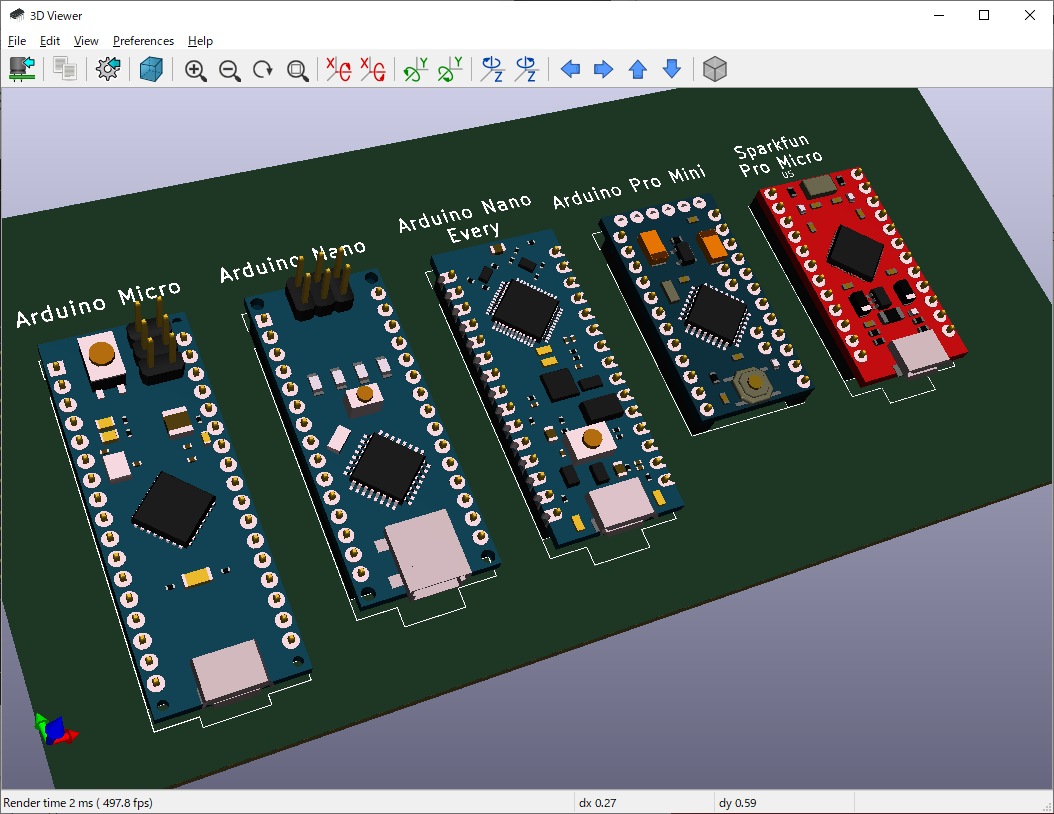 3D Viewer
File Edit View Preferences Help
Sparkfun
Pro Micro
U5
Arduino Pro Mini
Arduino Nano
Every
Arduino Nano
Arduino Micro
Render time 2 ms ( 497.8 fps)
dx 0.27
dy 0.59